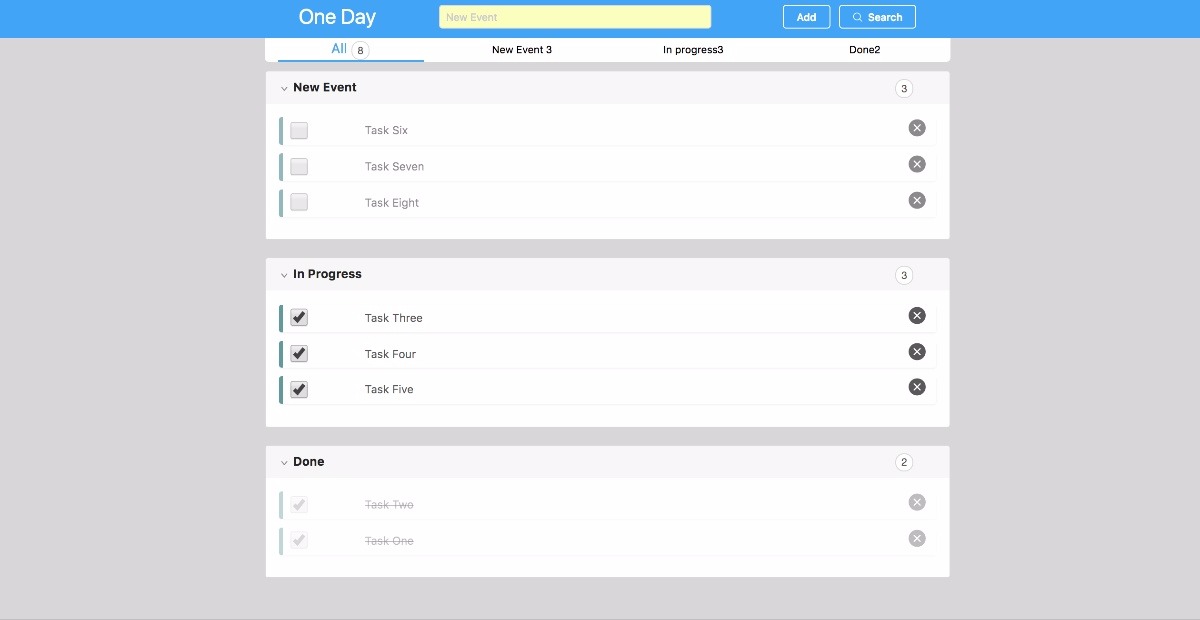 One Day
New Event
Add
Search
All 8
New Event 3
In progress3
Done2
New Event 3
Task Six
Task Seven
Task Eight
In Progress 3
Task Three
Task Four
Task Five
Done 2
Task Two
Task One